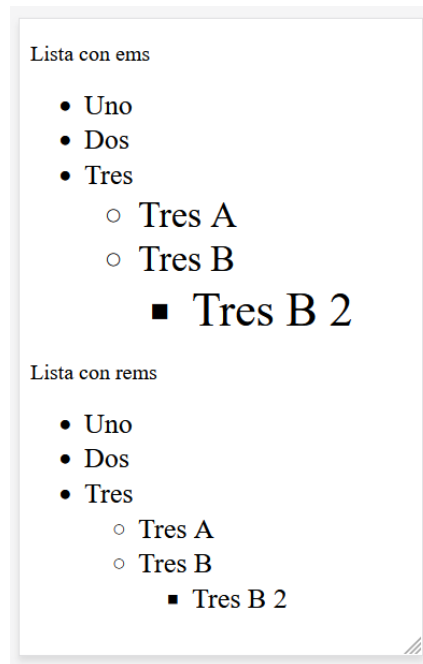 Lista con ems
Uno
Dos
Tres
Tres A
Tres B
Tres B 2
Lista con rems
Uno
Dos
Tres
Tres A
Tres B
Tres B 2